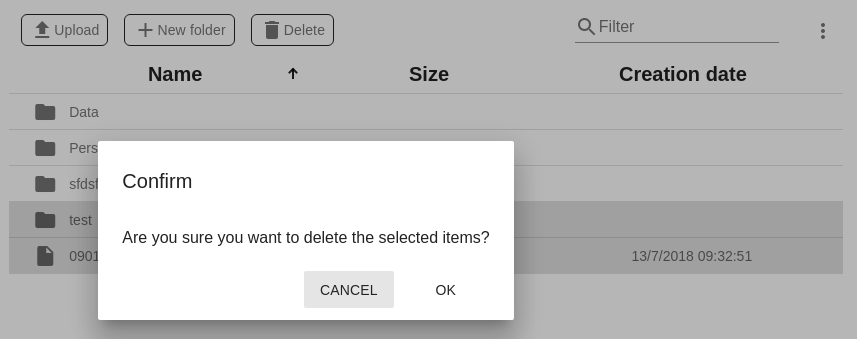 Upload New folder Delete Filter
Name Size Creation date
Data
Pers
sfdsf
test
0901 13/7/2018 09:32:51
Confirm
Are you sure you want to delete the selected items?
CANCEL OK